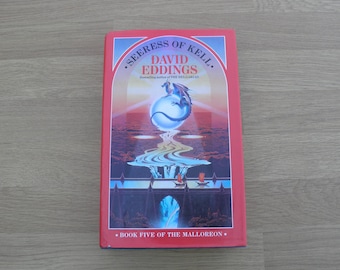 • SEERESS OF KELL •
DAVID
EDDINGS
• BOOK FIVE OF THE MALLOREON •